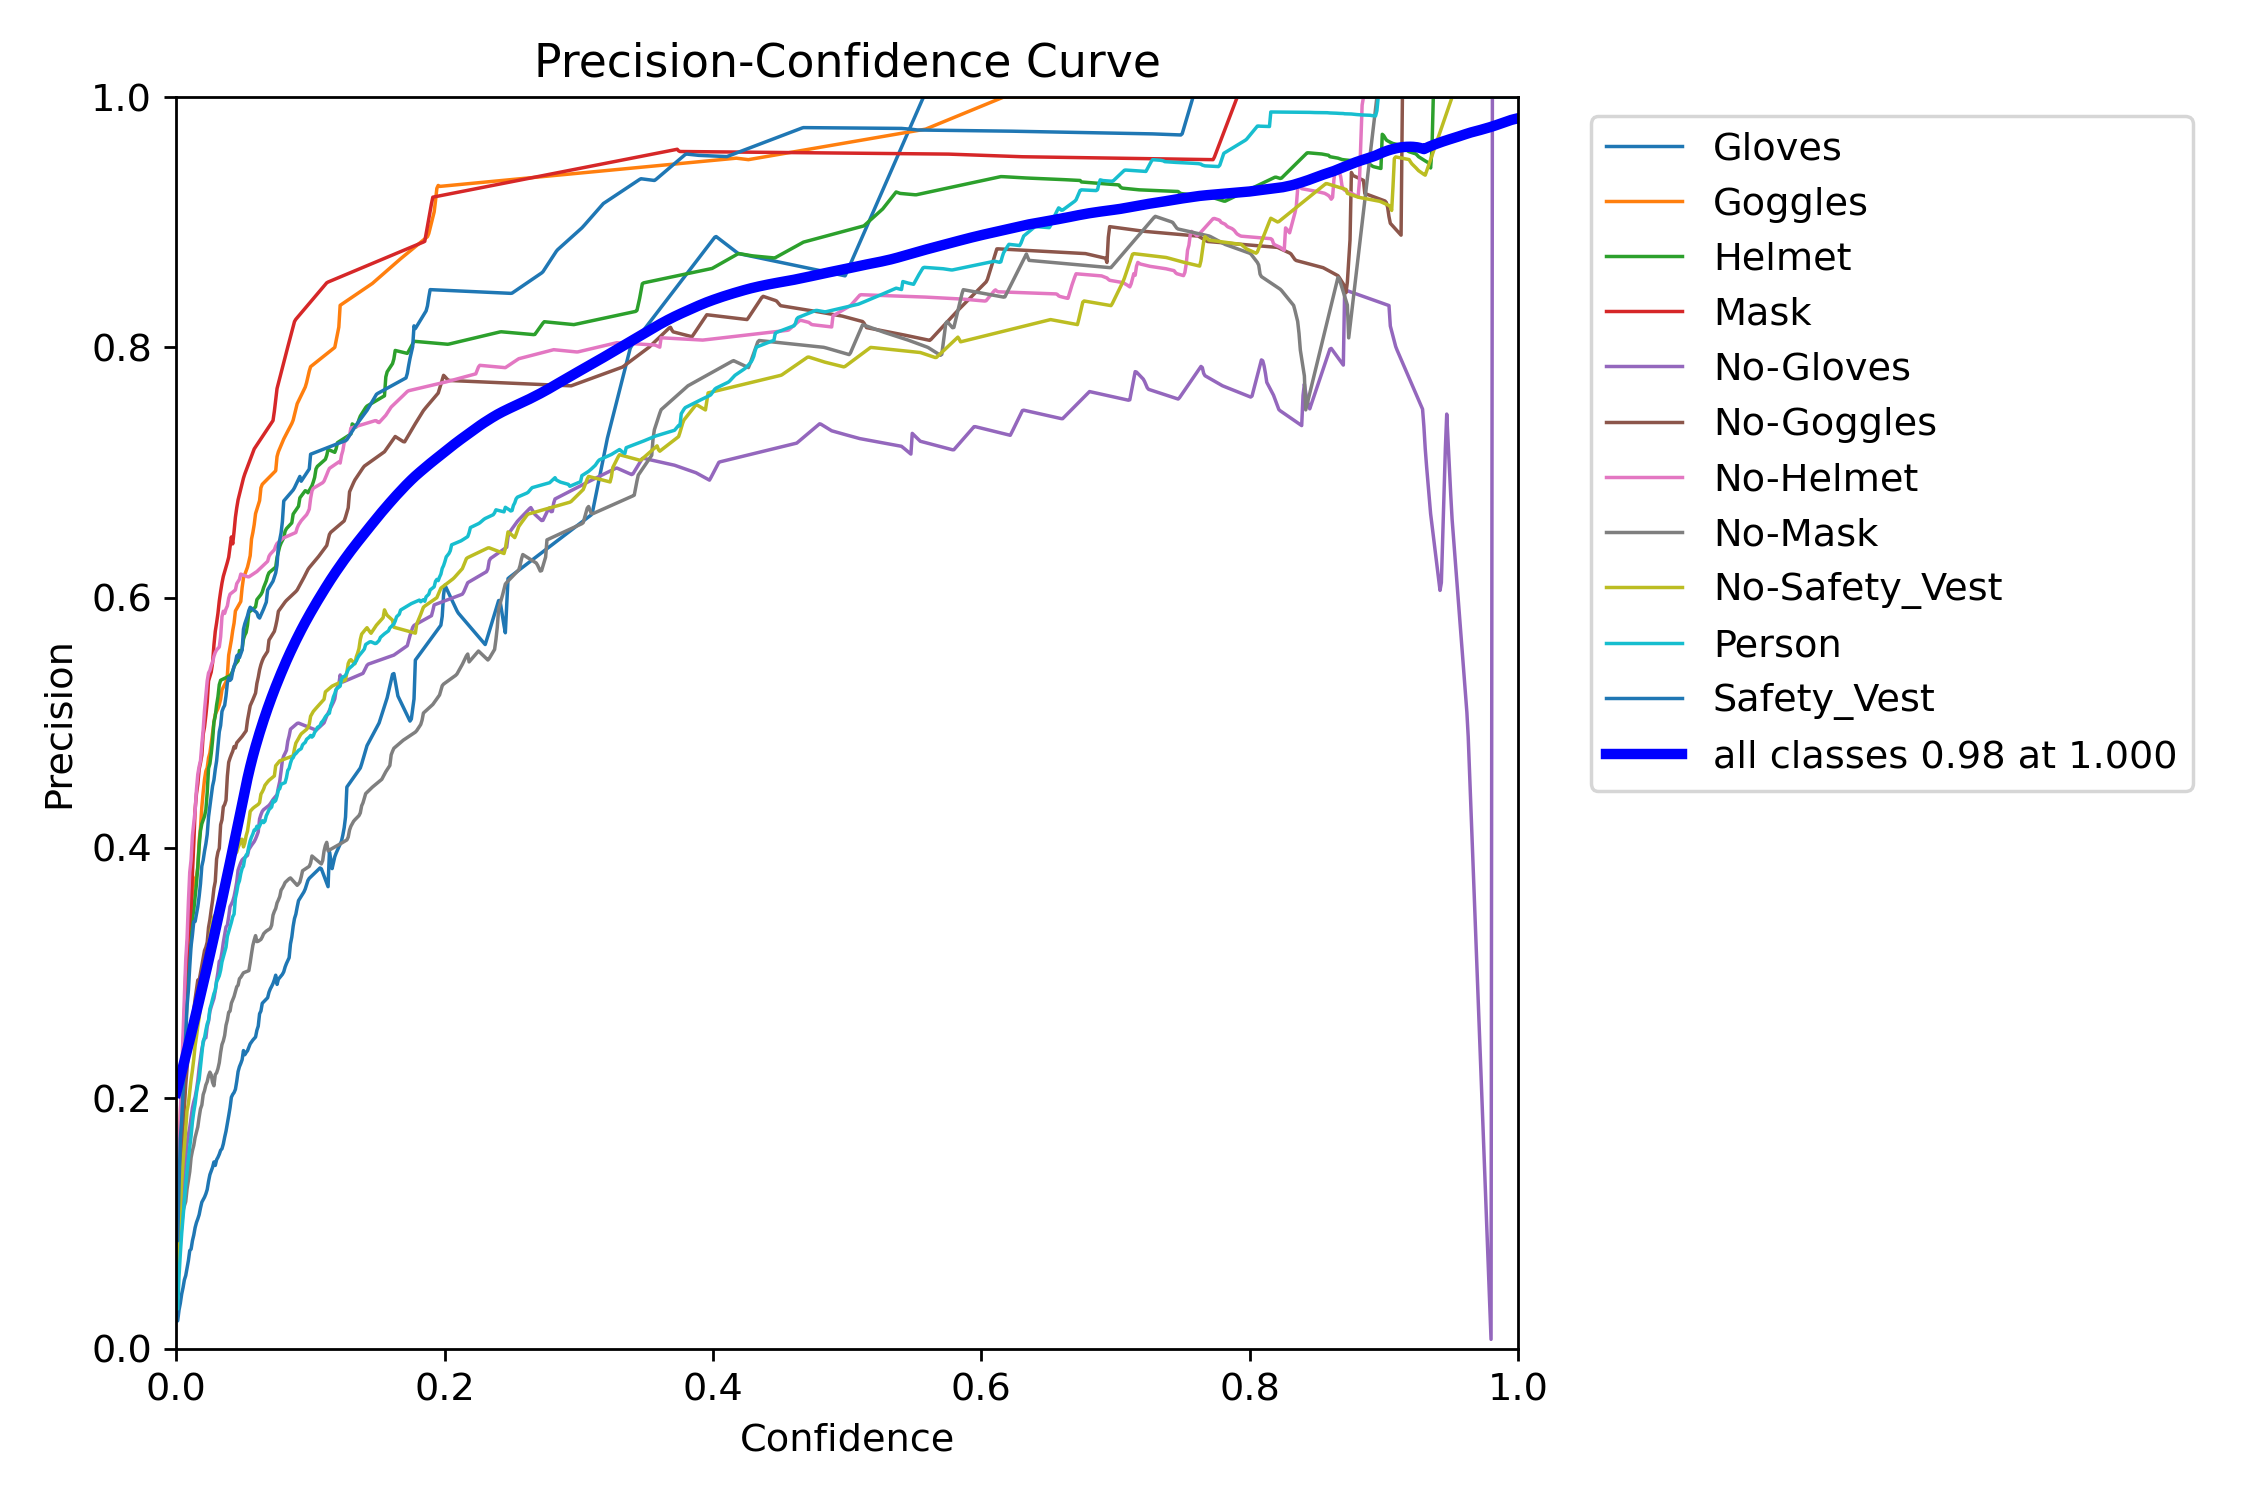 Precision-Confidence Curve
1.0
0.8
0.6
0.4
0.2
0.0
Precision
0.0 0.2 0.4 0.6 0.8 1.0
Confidence
Gloves
Goggles
Helmet
Mask
No-Gloves
No-Goggles
No-Helmet
No-Mask
No-Safety_Vest
Person
Safety_Vest
all classes 0.98 at 1.000